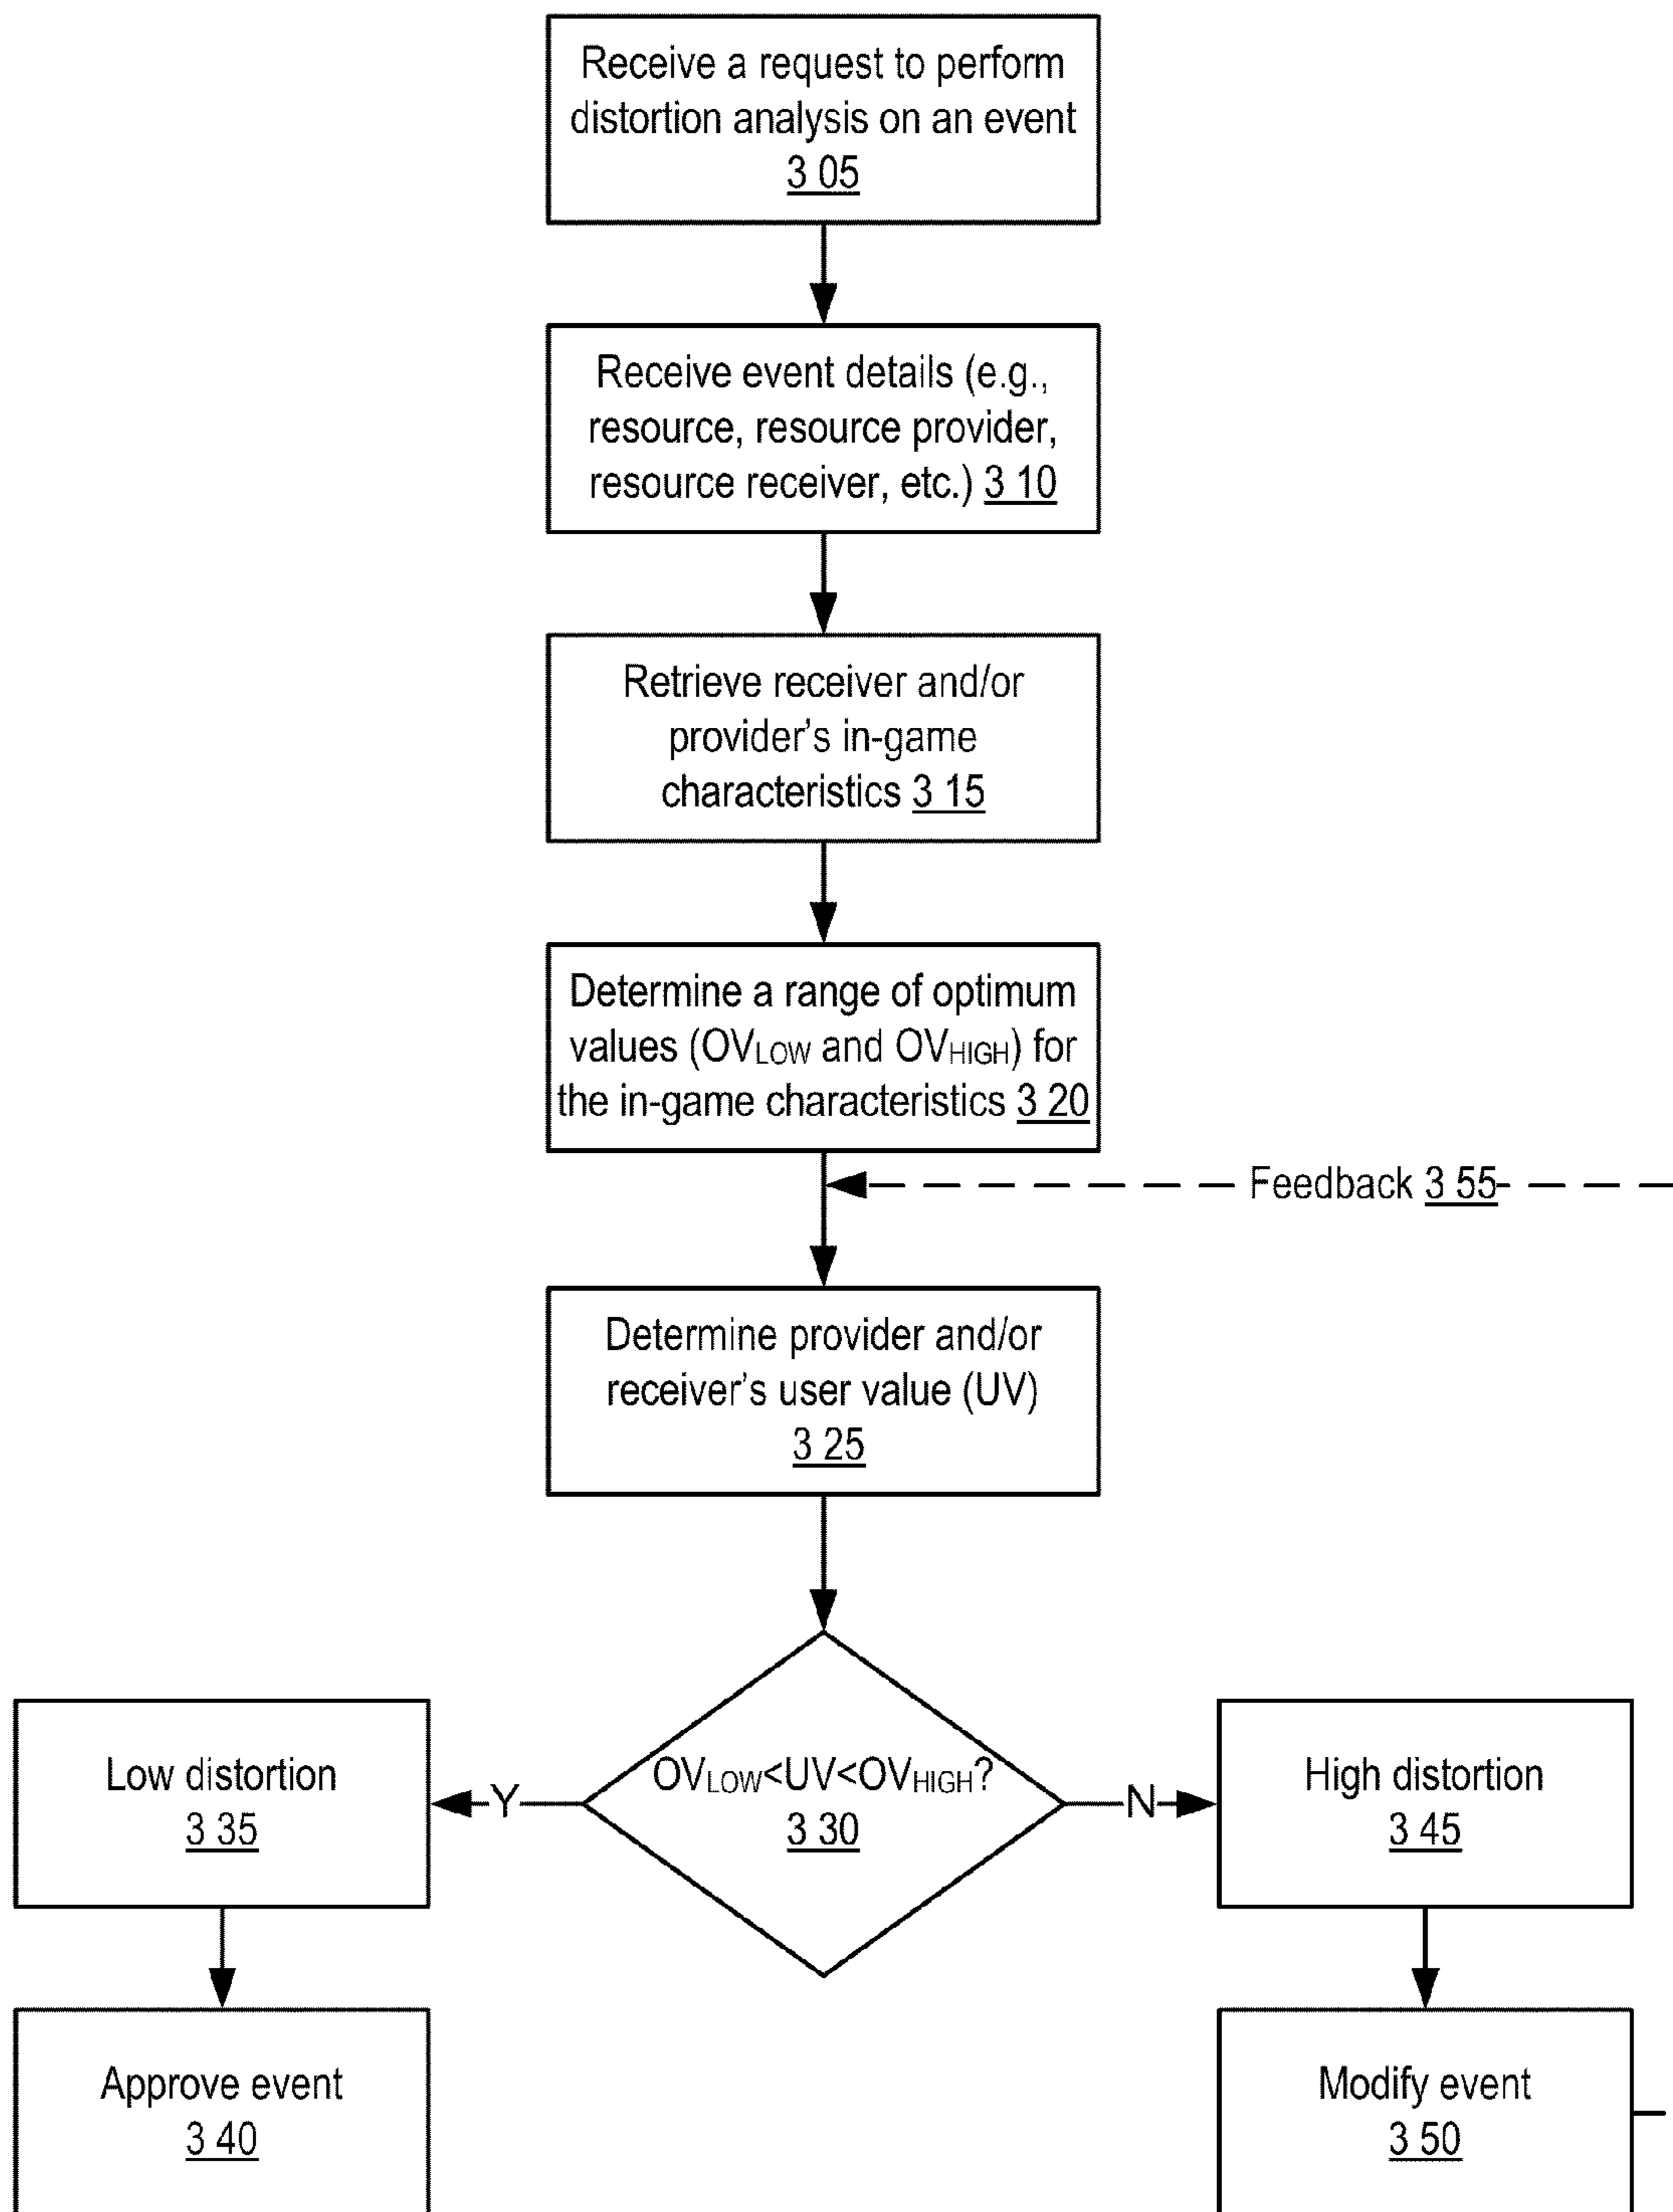 Receive a request to perform
distortion analysis on an event
3 05
Receive event details (e.g.,
resource, resource provider,
resource receiver, etc.) 3 10
Retrieve receiver and/or
provider’s in-game
characteristics 3 15
Determine a range of optimum
values (OVLOW and OVHIGH) for
the in-game characteristics 3 20
Feedback 3 55
Determine provider and/or
receiver’s user value (UV)
3 25
OVLOW<UV<OVHIGH?
3 30
Y
N
Low distortion
3 35
High distortion
3 45
Approve event
3 40
Modify event
3 50